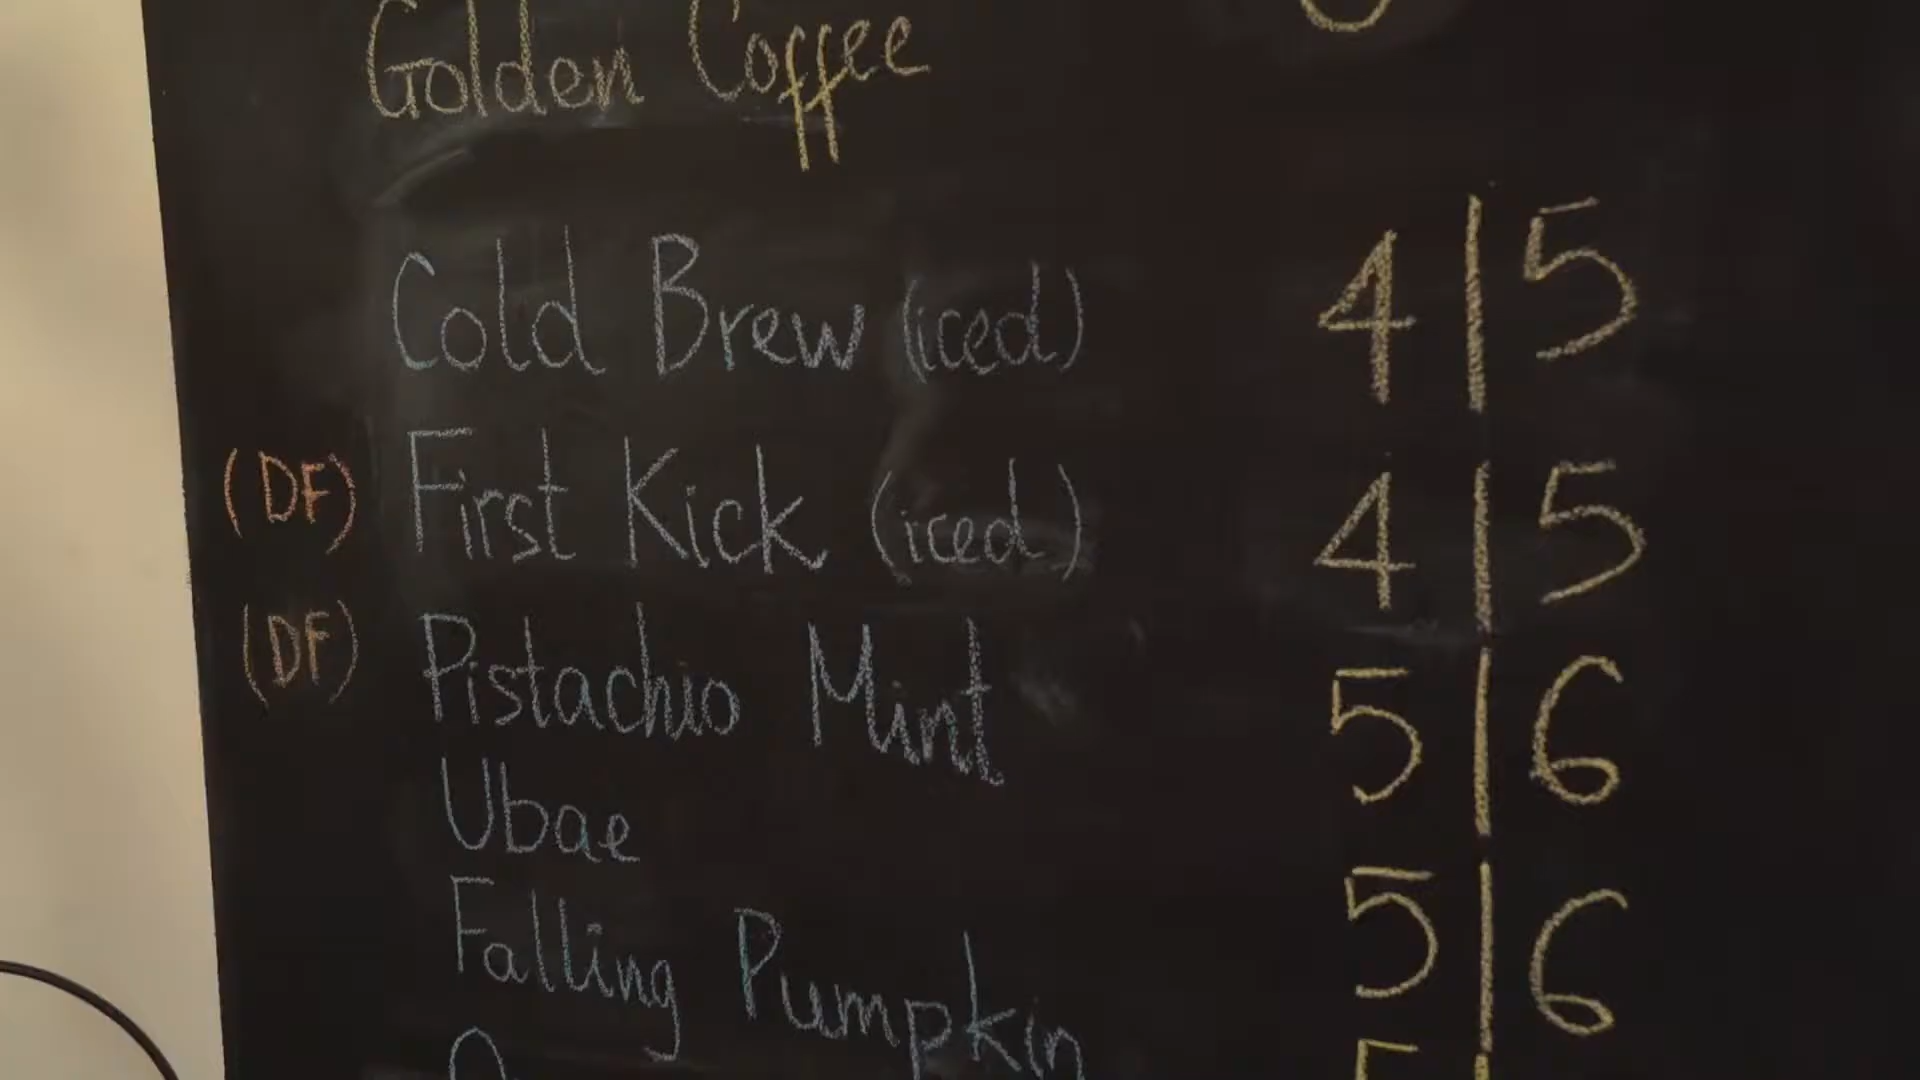 Golden Coffee
Cold Brew (iced) 4 | 5
(DF) First Kick (iced) 4 | 5
(DF) Pistachio Mint 5 | 6
Ubae
Falling Pumpkin 5 | 6